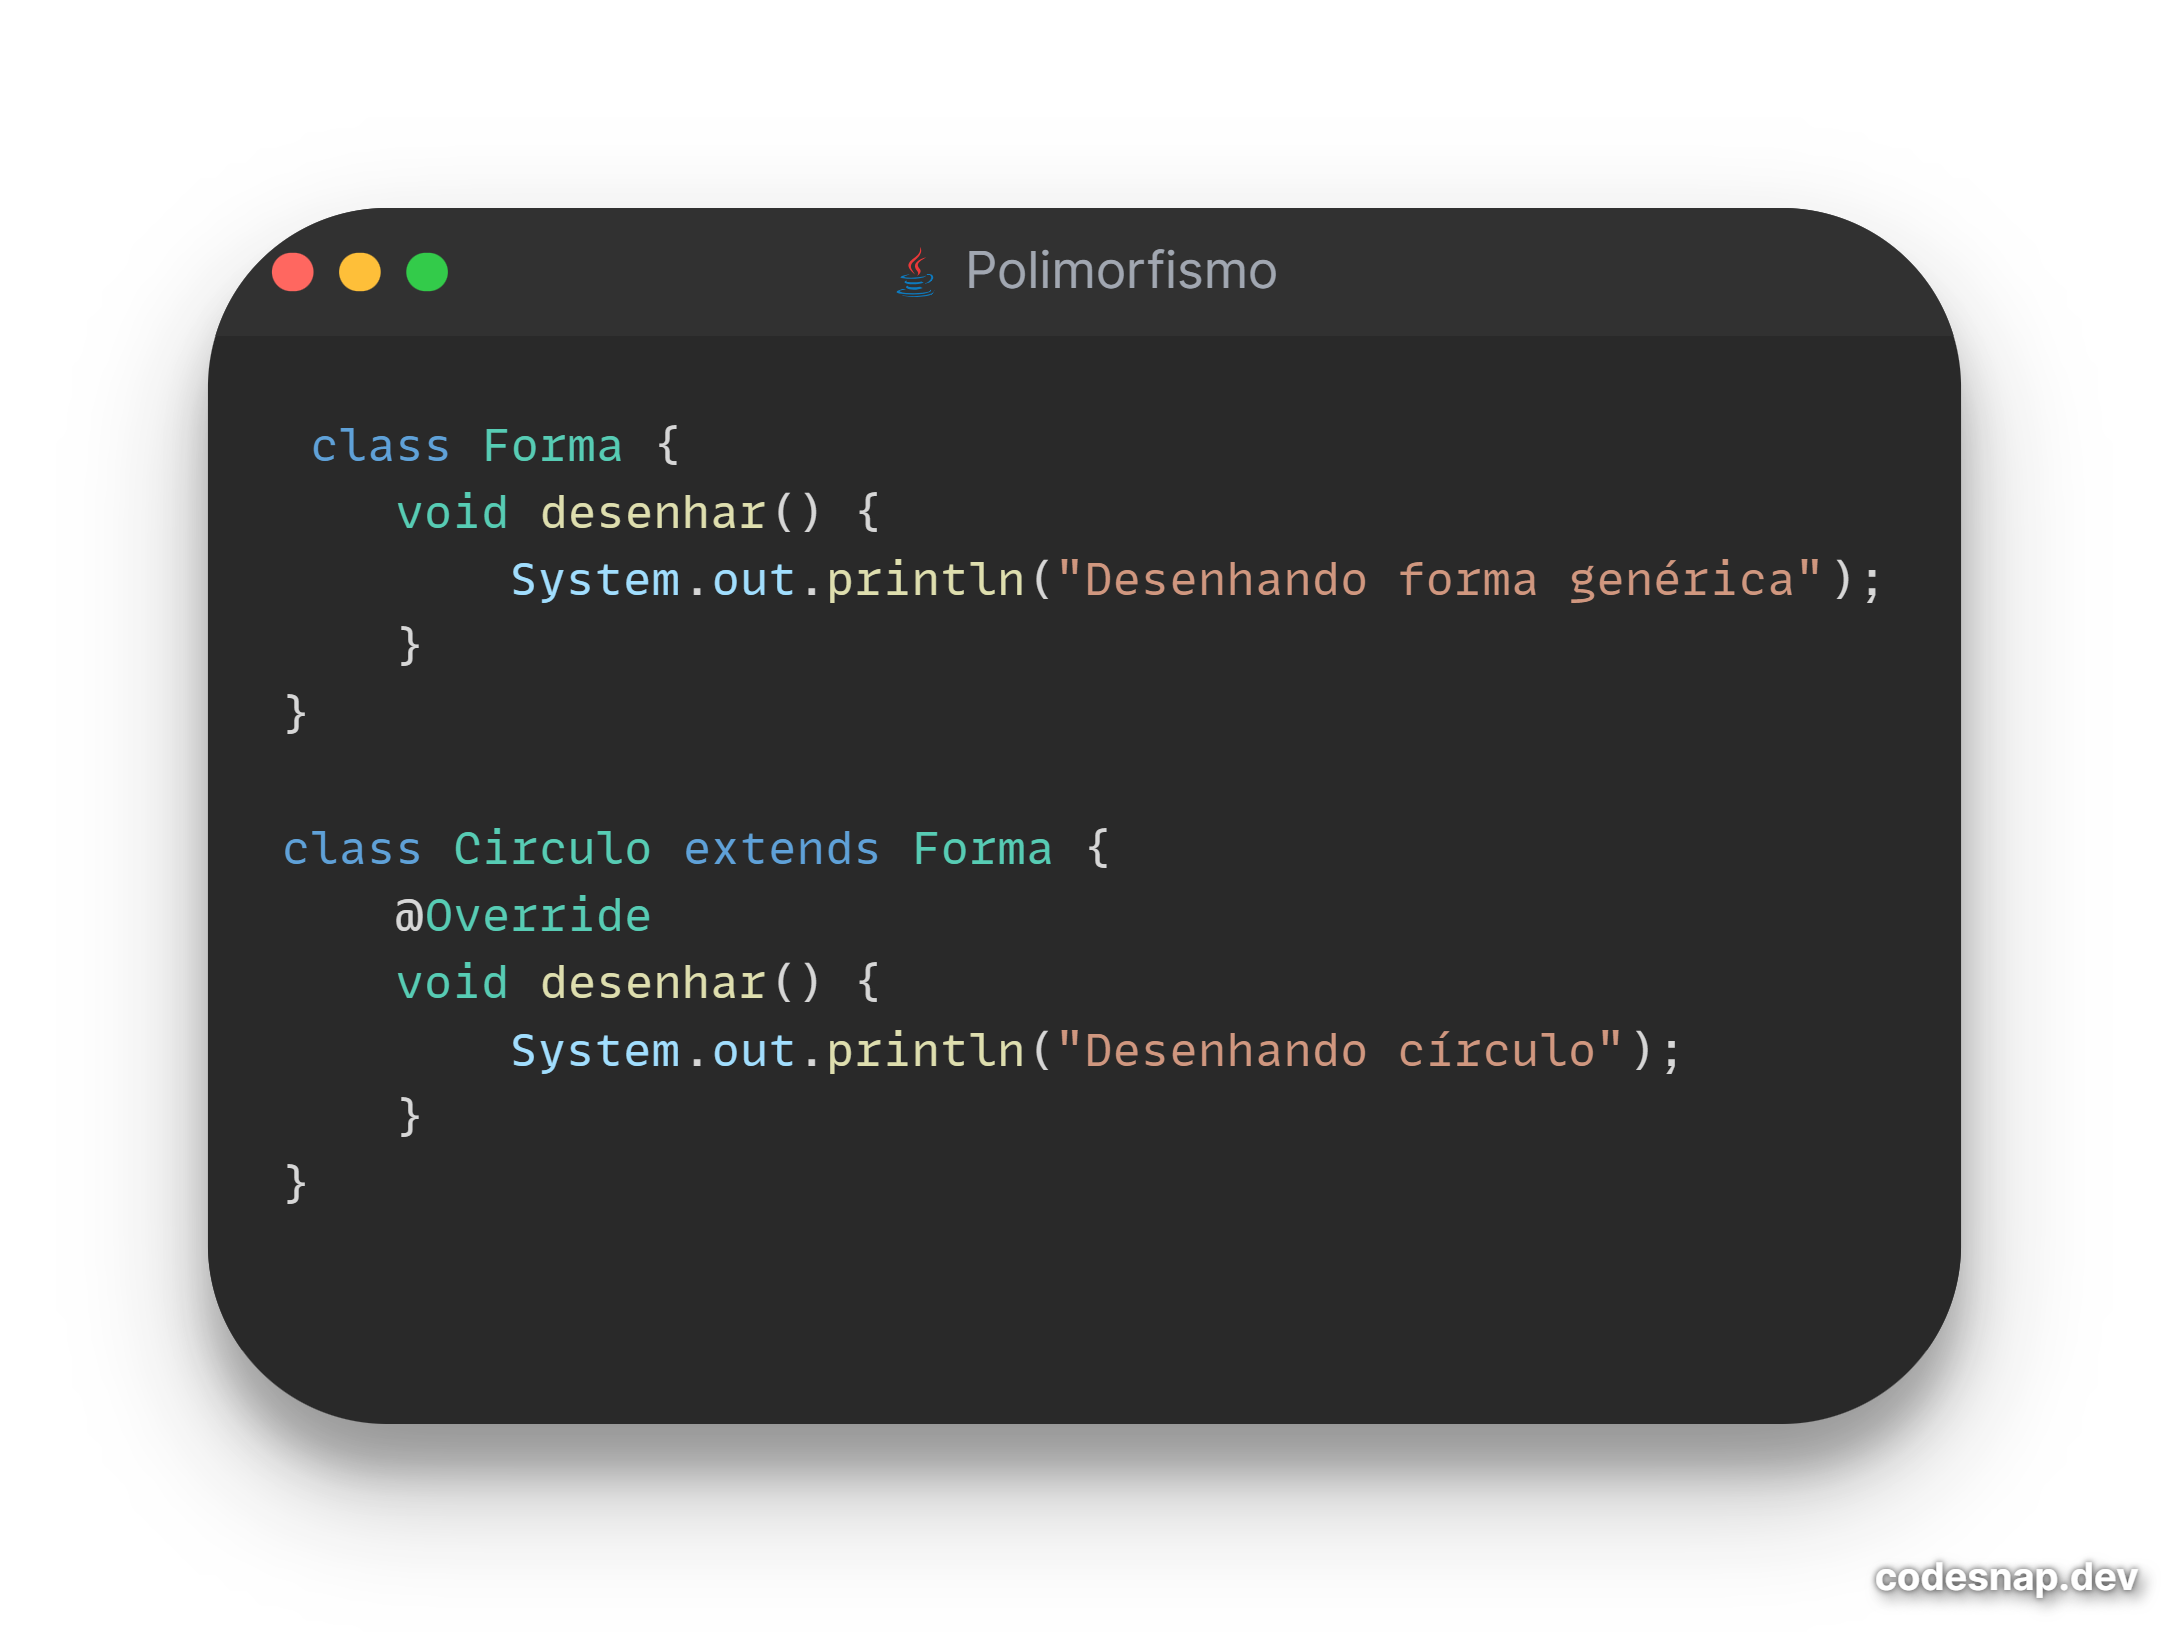 Polimorfismo
 class Forma {
    void desenhar() {
        System.out.println("Desenhando forma genérica");
    }
}

class Circulo extends Forma {
    @Override
    void desenhar() {
        System.out.println("Desenhando círculo");
    }
}
codesnap.dev